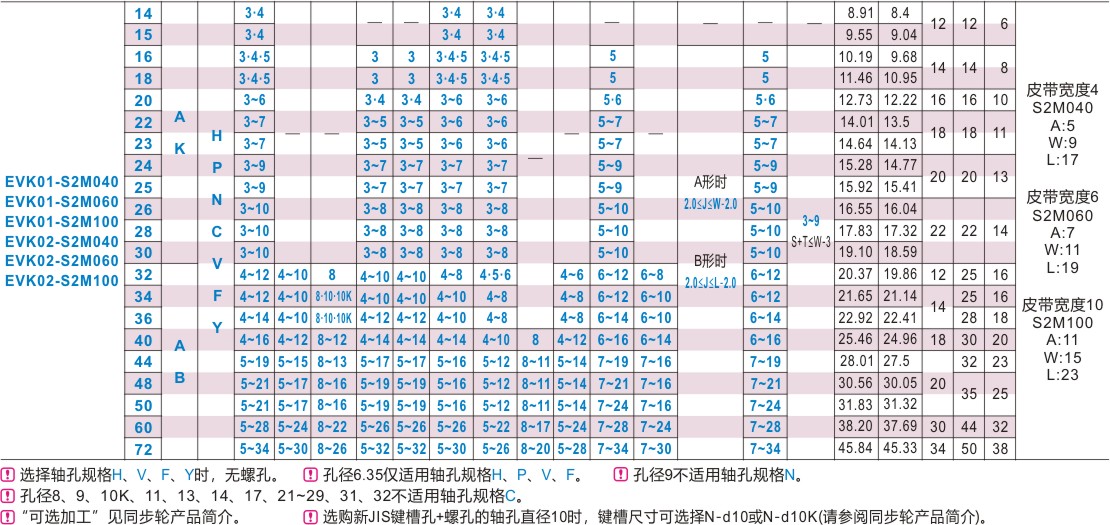 14 3·4 3·4 3·4 8.91 8.4
— — — — — — — 12 12 6
15 3·4 3·4 3·4 9.55 9.04
16 3·4·5 3 3 3·4·5 3·4·5 5 5 10.19 9.68
14 14 8
18 3·4·5 3 3 3·4·5 3·4·5 5 5 11.46 10.95
20 3~6 3·4 3·4 3~6 3~6 5·6 5·6 12.73 12.22 16 16 10
22 3~7 3~5 3~5 3~6 3~6 5~7 5~7 14.01 13.5
— — — — 18 18 11
23 3~7 3~5 3~5 3~6 3~6 5~7 5~7 14.64 14.13
—
24 3~9 3~7 3~7 3~7 3~7 5~9 5~9 15.28 14.77
20 20 13
25 3~9 3~7 3~7 3~7 3~7 5~9 5~9 15.92 15.41
26 3~10 3~8 3~8 3~8 3~8 5~10 5~10 16.55 16.04
28 3~10 3~8 3~8 3~8 3~8 5~10 5~10 17.83 17.32 22 22 14
30 3~10 3~8 3~8 3~8 3~8 5~10 5~10 19.10 18.59
32 4~12 4~10 8 4~10 4~10 4~8 4·5·6 4~6 6~12 6~8 6~12 20.37 19.86 12 25 16
34 4~12 4~10 8·10·10K 4~10 4~10 4~10 4~8 4~8 6~12 6~10 6~12 21.65 21.14 25 16
14
36 4~14 4~10 8·10·10K 4~12 4~12 4~10 4~8 4~8 6~14 6~10 6~14 22.92 22.41 28 18
40 4~16 4~12 8~12 4~14 4~14 4~14 4~10 8 4~12 6~16 6~12 6~16 25.46 24.96 18 30 20
44 5~19 5~15 8~13 5~17 5~17 5~16 5~12 8~11 5~14 7~19 7~15 7~19 28.01 27.5 32 23
48 5~21 5~17 8~16 5~19 5~19 5~16 5~12 8~11 5~14 7~21 7~16 7~21 30.56 30.05 20
35 25
50 5~21 5~17 8~16 5~19 5~19 5~16 5~12 8~11 5~14 7~24 7~16 7~24 31.83 31.32
60 5~28 5~24 8~22 5~26 5~26 5~22 5~22 8~17 5~24 7~28 7~24 7~28 38.20 37.69 30 44 32
72 5~34 5~30 8~26 5~32 5~32 5~30 5~26 8~20 5~28 7~34 7~30 7~34 45.84 45.33 34 50 38
EVK01-S2M040
EVK01-S2M060
EVK01-S2M100
EVK02-S2M040
EVK02-S2M060
EVK02-S2M100
A
K
A
B
H
P
N
C
V
F
Y
A形时
2.0≤J≤W-2.0
B形时
2.0≤J≤L-2.0
3~9
S+T≤W-3
皮带宽度4
S2M040
A:5
W:9
L:17
皮带宽度6
S2M060
A:7
W:11
L:19
皮带宽度10
S2M100
A:11
W:15
L:23
! 选择轴孔规格H、V、F、Y时，无螺孔。 ! 孔径6.35仅适用轴孔规格H、P、V、F。 ! 孔径9不适用轴孔规格N。
! 孔径8、9、10K、11、13、14、17、21~29、31、32不适用轴孔规格C。
! “可选加工”见同步轮产品简介。 ! 选购新JIS键槽孔+螺孔的轴孔直径10时，键槽尺寸可选择N-d10或N-d10K(请参阅同步轮产品简介)。